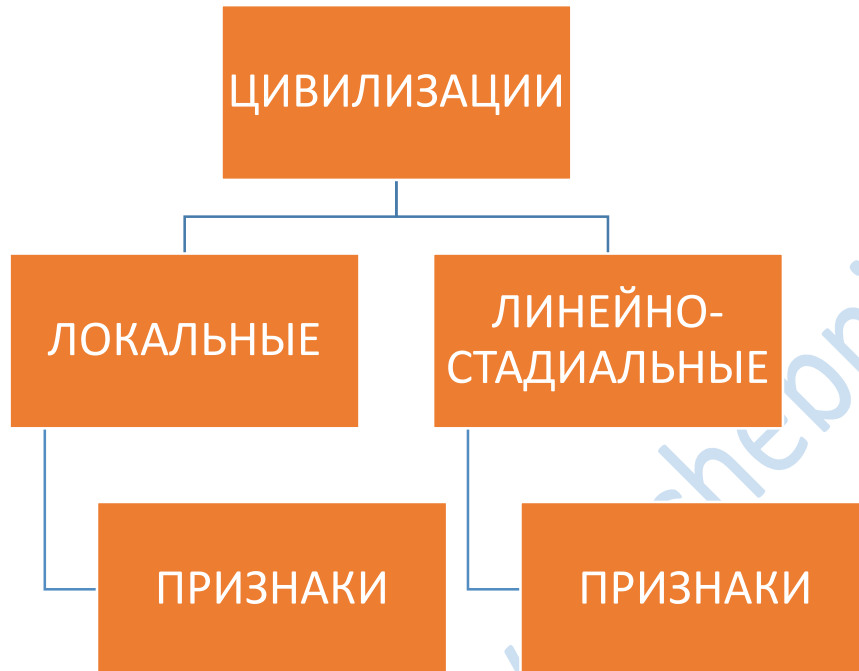 ЦИВИЛИЗАЦИИ
ЛОКАЛЬНЫЕ
ЛИНЕЙНО-
СТАДИАЛЬНЫЕ
ПРИЗНАКИ
ПРИЗНАКИ